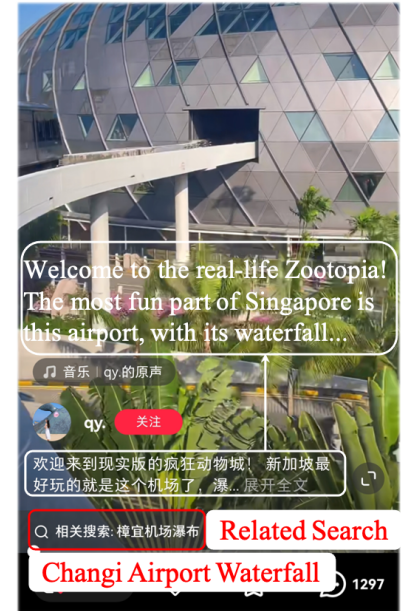 Welcome to the real-life Zootopia!
The most fun part of Singapore is
this airport, with its waterfall...
音乐 | qy.的原声
qy.
关注
欢迎来到现实版的疯狂动物城! 新加坡最
好玩的就是这个机场了，瀑... 展开全文
相关搜索: 樟宜机场瀑布
Related Search
Changi Airport Waterfall
1297